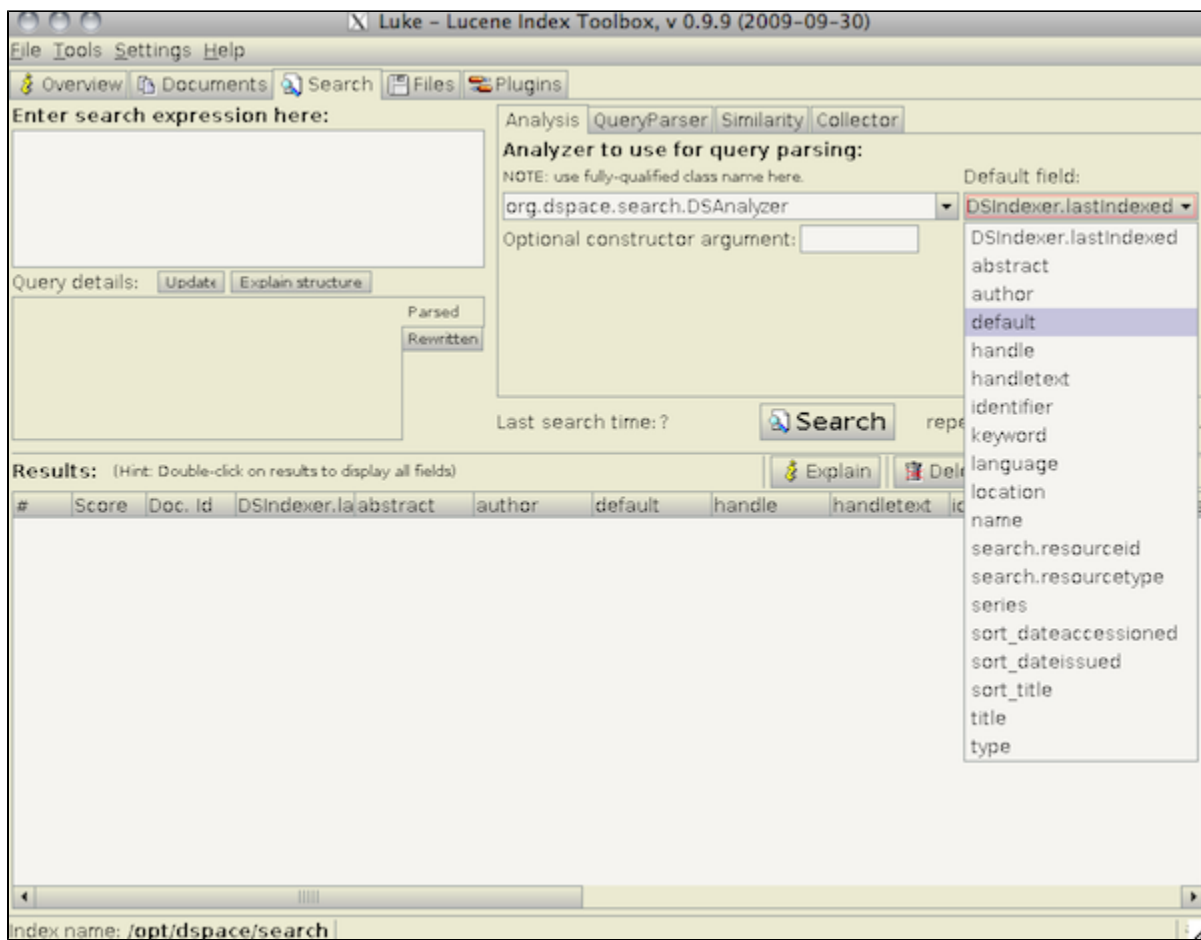 Luke - Lucene Index Toolbox, v 0.9.9 (2009-09-30)
File Tools Settings Help
Overview Documents Search Files Plugins
Enter search expression here:
Analysis QueryParser Similarity Collector
Analyzer to use for query parsing:
NOTE: use fully-qualified class name here.
Default field:
org.dspace.search.DSAnalyzer
DSIndexer.lastIndexed
Optional constructor argument:
DSIndexer.lastIndexed
abstract
author
default
handle
handletext
identifier
keyword
language
location
name
search.resourceid
search.resourcetype
series
sort_dateaccessioned
sort_dateissued
sort_title
title
type
Query details: Update Explain structure
Parsed
Rewritten
Last search time: ? Search repe
Results: (Hint: Double-click on results to display all fields) Explain Del
# Score Doc. Id DSIndexer.la abstract author default handle handletext
Index name: /opt/dspace/search